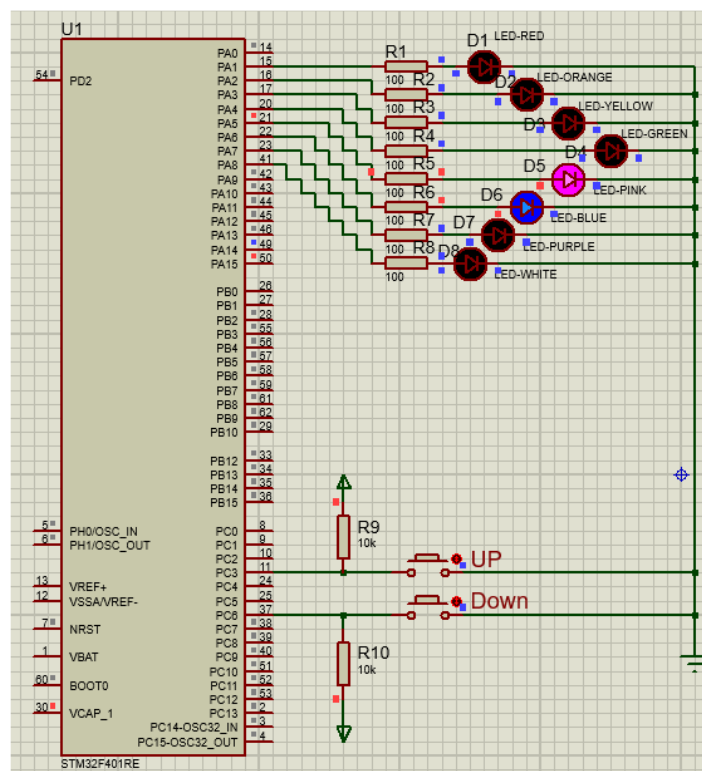 U1
PD2 54
PH0/OSC_IN 5
PH1/OSC_OUT 6
VREF+ 13
VSSA/VREF- 12
NRST 7
VBAT 1
BOOT0 60
VCAP_1 30
PA0 14
PA1 15
PA2 16
PA3 17
PA4 20
PA5 21
PA6 22
PA7 23
PA8 41
PA9 42
PA10 43
PA11 44
PA12 45
PA13 46
PA14 49
PA15 50
PB0 26
PB1 27
PB2 28
PB3 55
PB4 56
PB5 57
PB6 58
PB7 59
PB8 61
PB9 62
PB10 29
PB12 33
PB13 34
PB14 35
PB15 36
PC0 8
PC1 9
PC2 10
PC3 11
PC4 24
PC5 25
PC6 37
PC7 38
PC8 39
PC9 40
PC10 51
PC11 52
PC12 53
PC13 2
PC14-OSC32_IN 3
PC15-OSC32_OUT 4
STM32F401RE
R1
100
R2
R3
R4
R5
R6
R7
R8
100
D1 LED-RED
D2 LED-ORANGE
D3 LED-YELLOW
D4 LED-GREEN
D5 LED-PINK
D6 LED-BLUE
D7 LED-PURPLE
D8 LED-WHITE
R9
10k
UP
Down
R10
10k